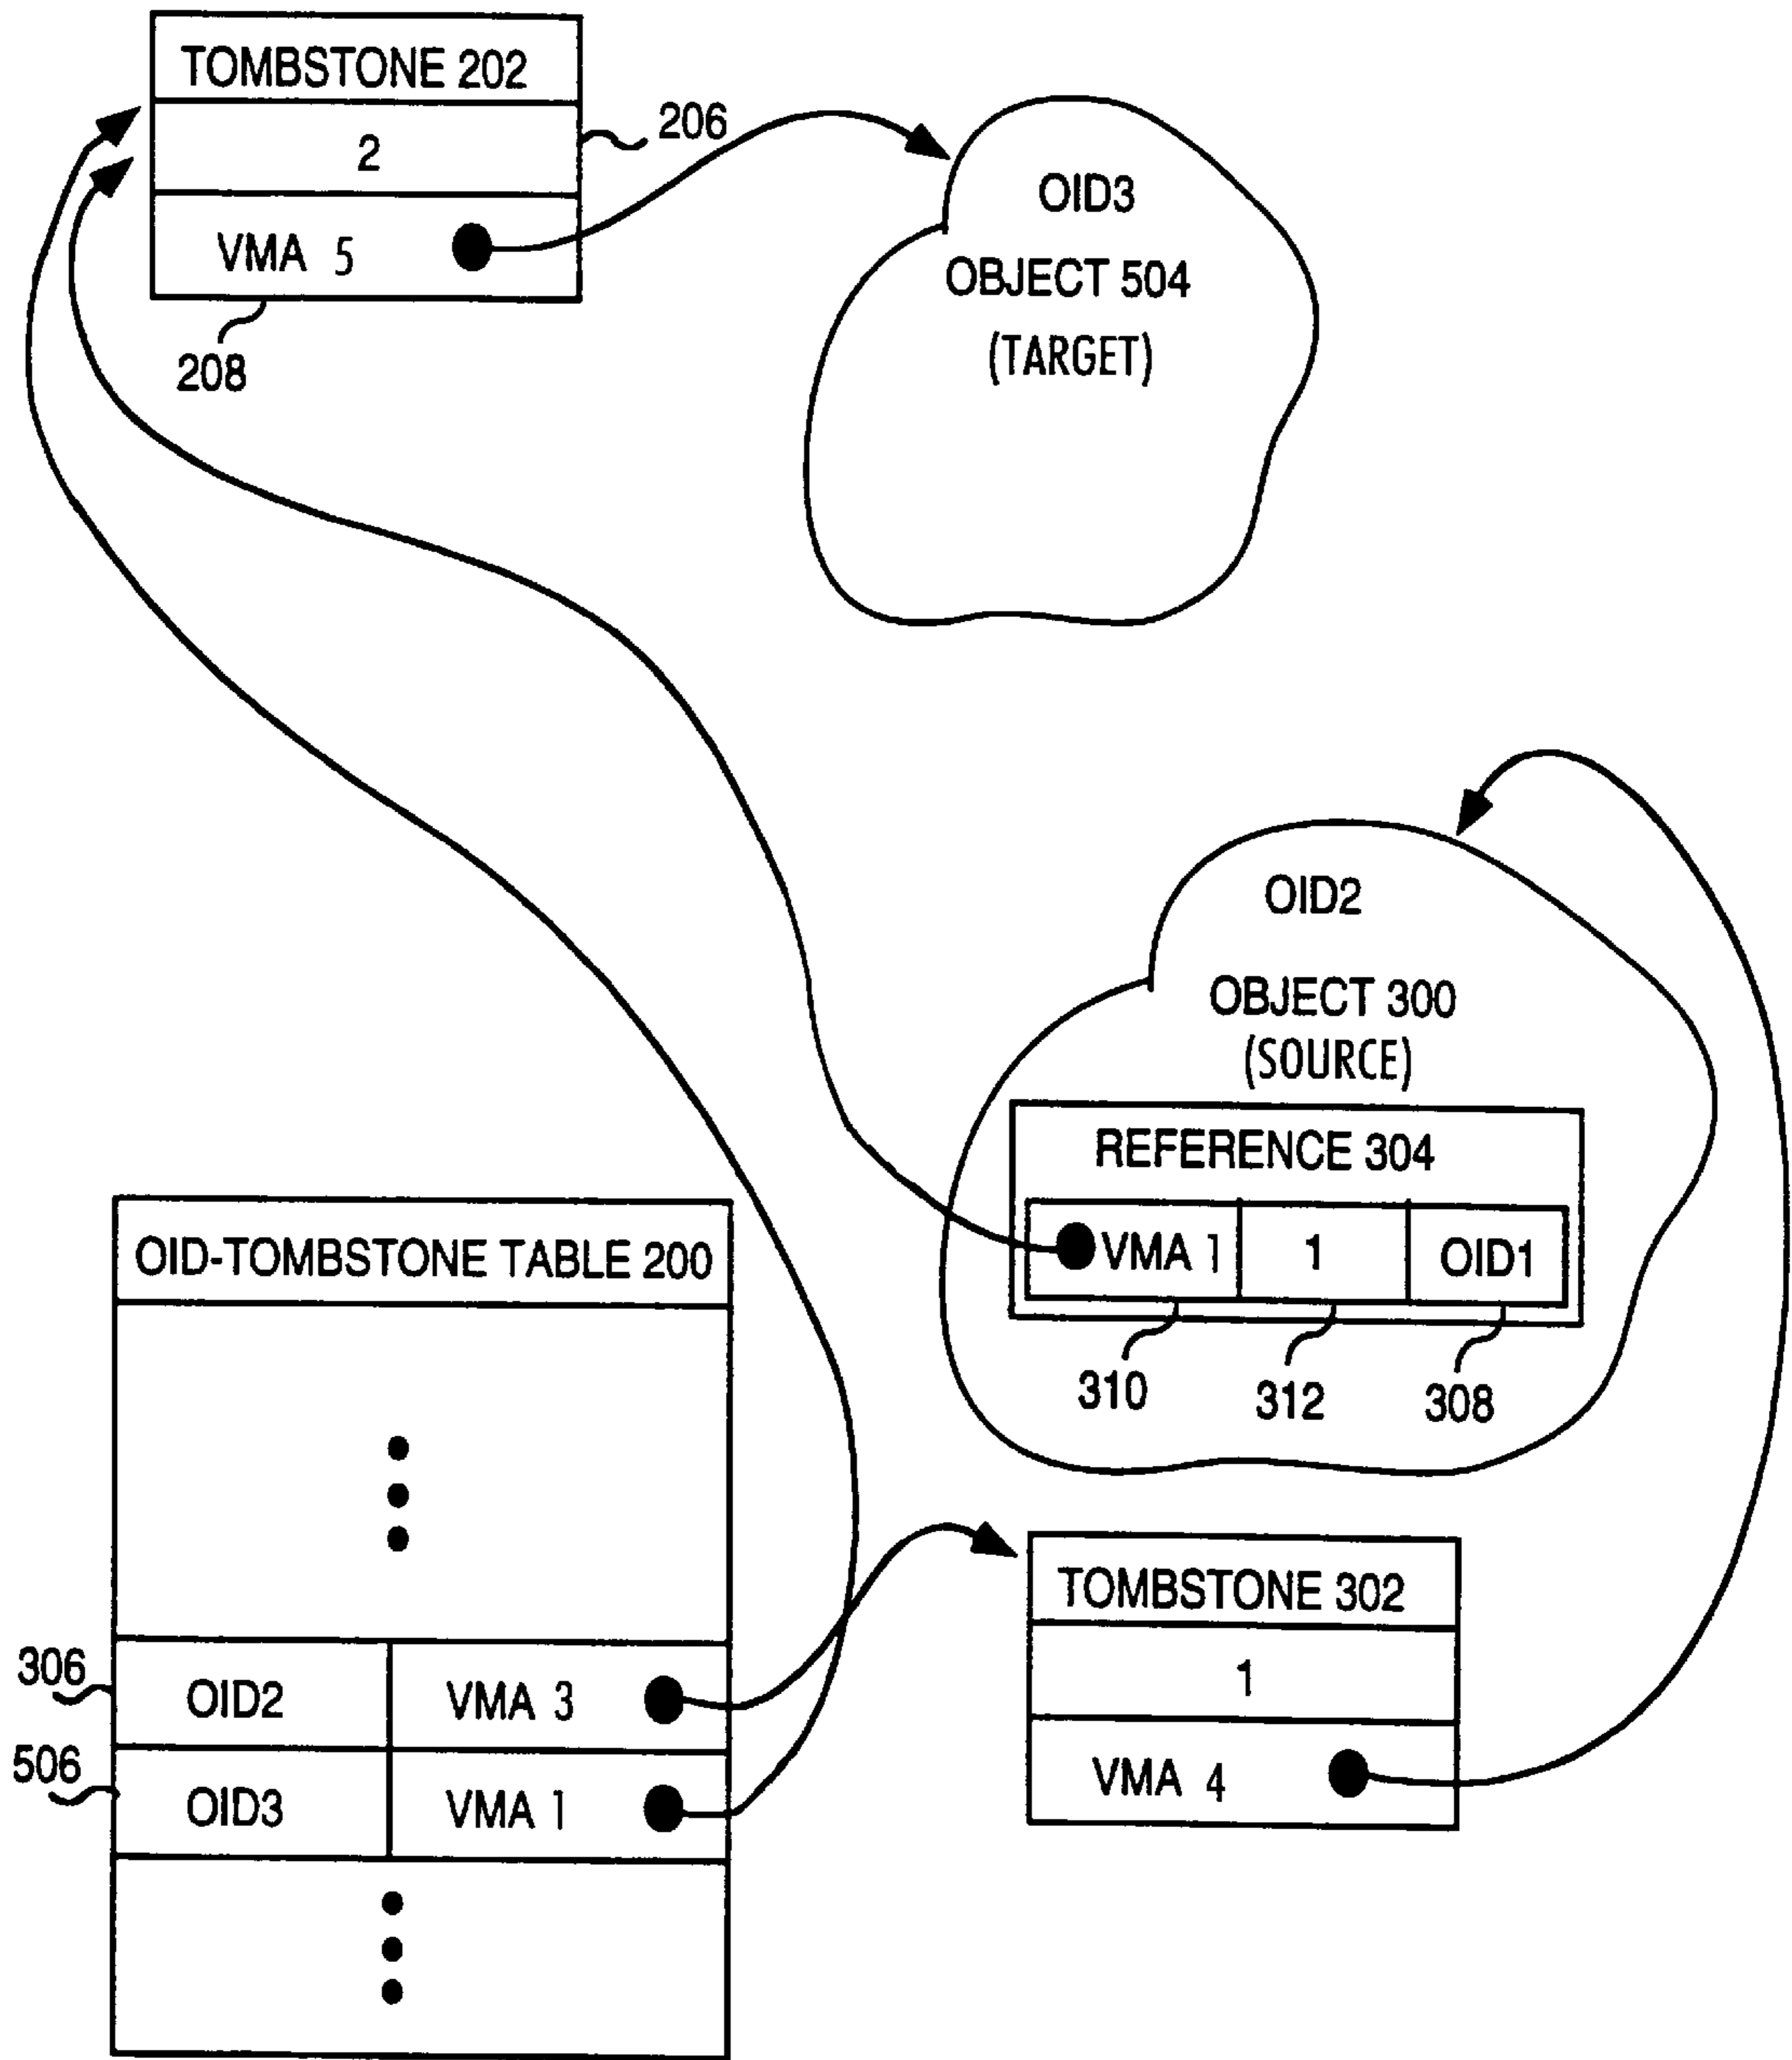 TOMBSTONE 202
2
206
VMA 5
208
OID3
OBJECT 504
(TARGET)
OID2
OBJECT 300
(SOURCE)
REFERENCE 304
VMA 1 1 OID1
310 312 308
OID-TOMBSTONE TABLE 200
306
OID2 VMA 3
506
OID3 VMA 1
TOMBSTONE 302
1
VMA 4